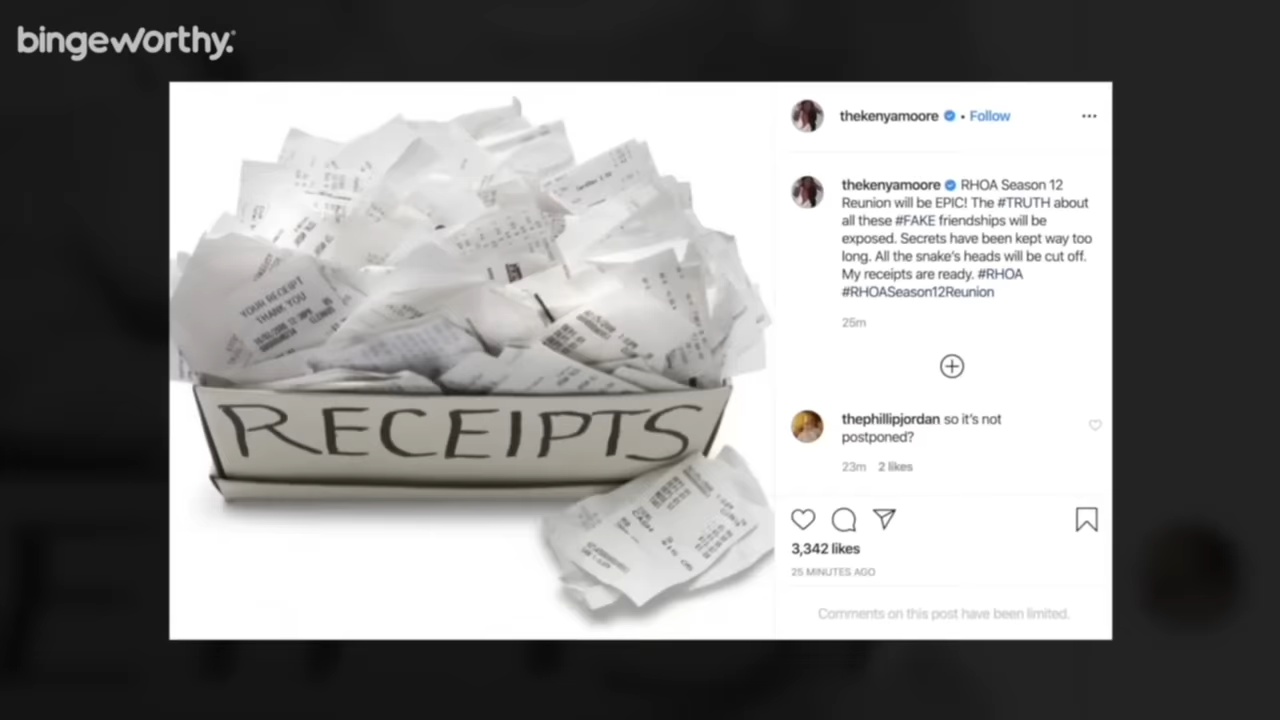 bingeworthy.
YOUR RECEIPT
THANK YOU
RECEIPTS
CASH
thekenyamoore • Follow
thekenyamoore RHOA Season 12
Reunion will be EPIC! The #TRUTH about
all these #FAKE friendships will be
exposed. Secrets have been kept way too
long. All the snake's heads will be cut off.
My receipts are ready. #RHOA
#RHOASeason12Reunion
25m
thephillipjordan so it's not
postponed?
23m 2 likes
3,342 likes
25 MINUTES AGO
Comments on this post have been limited.